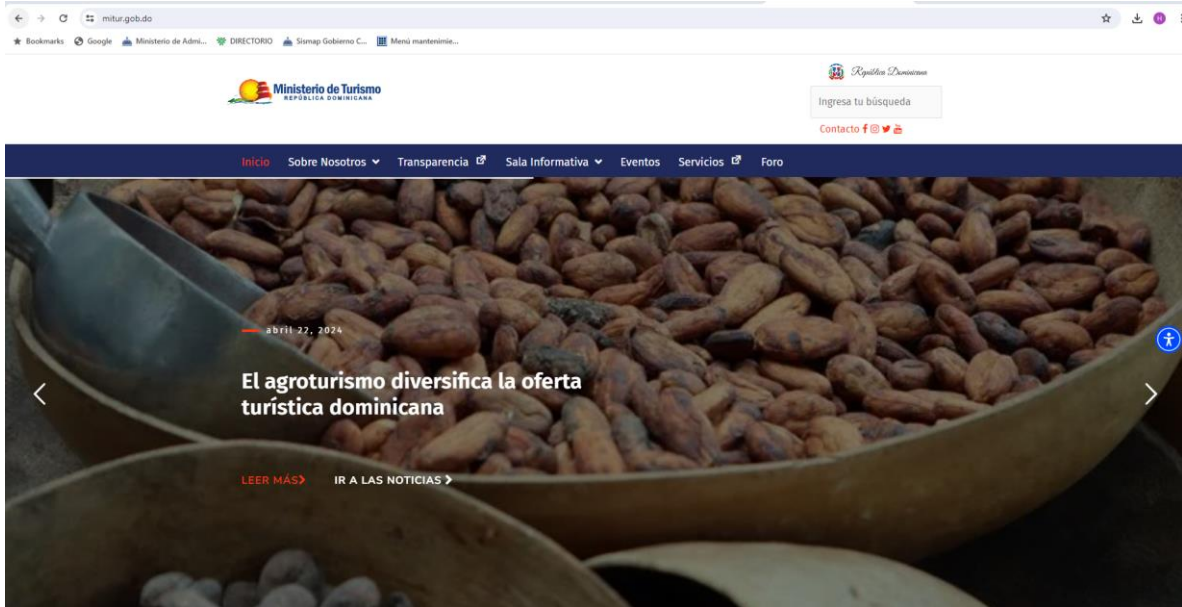 mitur.gob.do
H
Bookmarks Google Ministerio de Admi... DIRECTORIO Sismap Gobierno C... Menú mantenimie...
República Dominicana
Ministerio de Turismo
REPÚBLICA DOMINICANA
Ingresa tu búsqueda
Contacto
Inicio Sobre Nosotros Transparencia Sala Informativa Eventos Servicios Foro
abril 22, 2024
El agroturismo diversifica la oferta
turística dominicana
LEER MÁS IR A LAS NOTICIAS